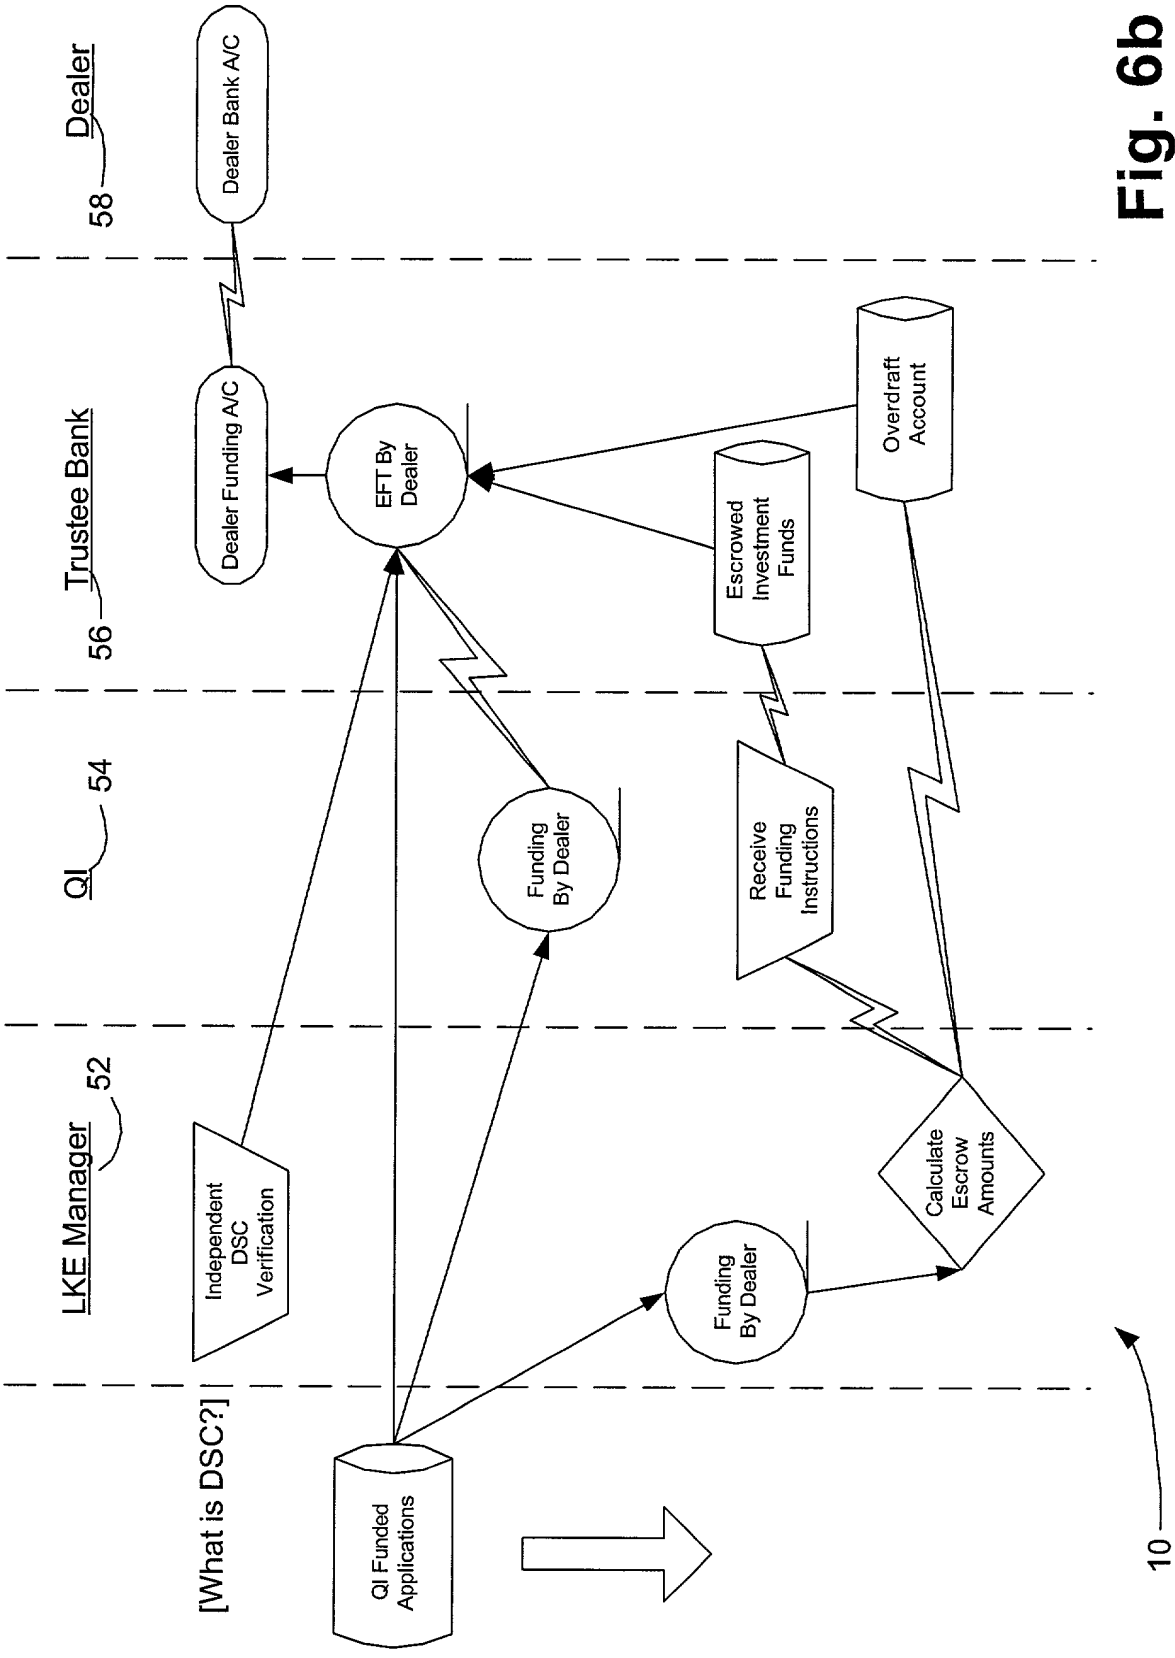 LKE Manager
52
QI
54
Trustee Bank
56
Dealer
58
[What is DSC?]
Independent
DSC
Verification
Dealer Funding A/C
Dealer Bank A/C
QI Funded
Applications
EFT By
Dealer
Funding
By Dealer
Funding
By Dealer
Receive
Funding
Instructions
Escrowed
Investment
Funds
Calculate
Escrow
Amounts
Overdraft
Account
10
Fig. 6b